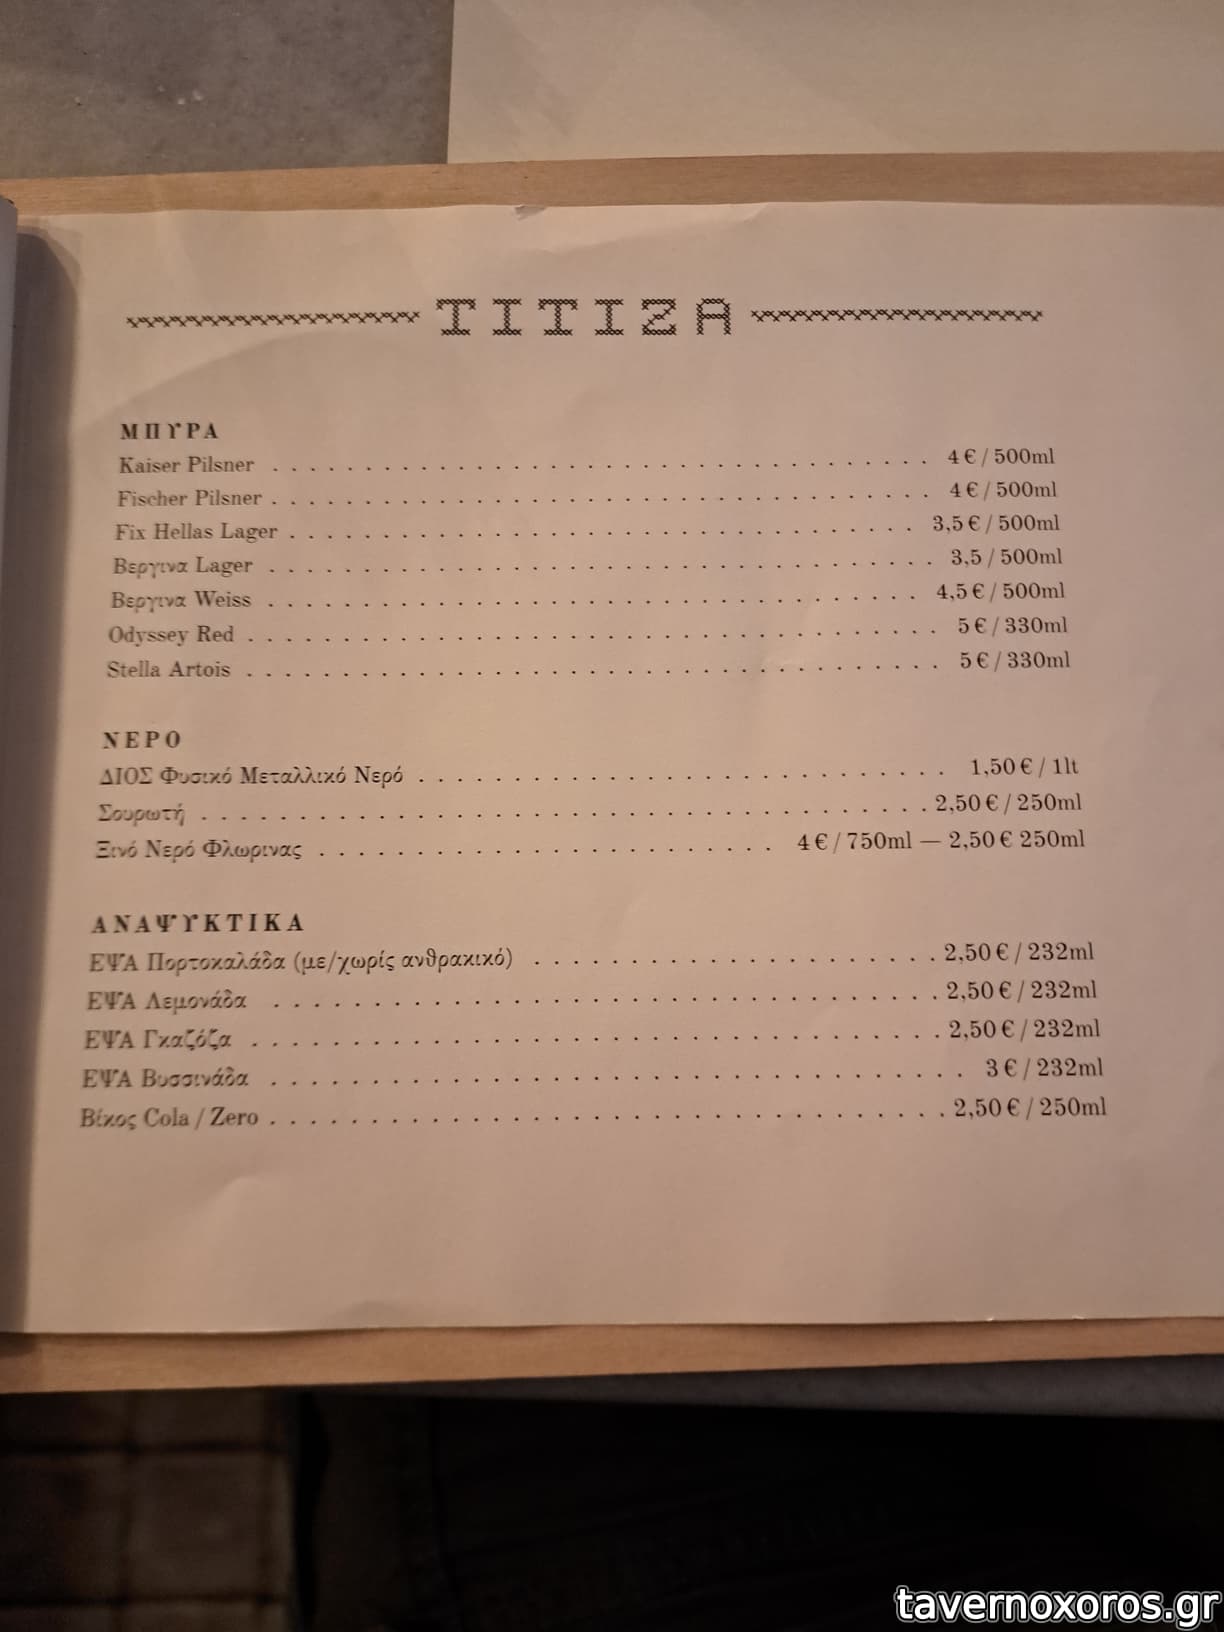 TITIZA
ΜΠΥΡΑ
Kaiser Pilsner . . . . . . . . . . . . . . . . . . . . . . . . . . . . . . . . . . 4 € / 500ml
Fischer Pilsner . . . . . . . . . . . . . . . . . . . . . . . . . . . . . . . . . . 4 € / 500ml
Fix Hellas Lager . . . . . . . . . . . . . . . . . . . . . . . . . . . . . . . . . 3,5 € / 500ml
Βεργινα Lager . . . . . . . . . . . . . . . . . . . . . . . . . . . . . . . . . . 3,5 / 500ml
Βεργινα Weiss . . . . . . . . . . . . . . . . . . . . . . . . . . . . . . . . . . 4,5 € / 500ml
Odyssey Red . . . . . . . . . . . . . . . . . . . . . . . . . . . . . . . . . . . 5 € / 330ml
Stella Artois . . . . . . . . . . . . . . . . . . . . . . . . . . . . . . . . . . . 5 € / 330ml
ΝΕΡΟ
ΔΙΟΣ Φυσικό Μεταλλικό Νερό . . . . . . . . . . . . . . . . . . . . . . . . . . . 1,50 € / 1lt
Σουρωτή . . . . . . . . . . . . . . . . . . . . . . . . . . . . . . . . . . . . . 2,50 € / 250ml
Ξινό Νερό Φλωρινας . . . . . . . . . . . . . . . . . . . . . . . 4 € / 750ml — 2,50 € 250ml
ΑΝΑΨΥΚΤΙΚΑ
ΕΨΑ Πορτοκαλάδα (με/χωρίς ανθρακικό) . . . . . . . . . . . . . . . . . . . . . 2,50 € / 232ml
ΕΨΑ Λεμονάδα . . . . . . . . . . . . . . . . . . . . . . . . . . . . . . . . . . 2,50 € / 232ml
ΕΨΑ Γκαζόζα . . . . . . . . . . . . . . . . . . . . . . . . . . . . . . . . . . . 2,50 € / 232ml
ΕΨΑ Βυσσινάδα . . . . . . . . . . . . . . . . . . . . . . . . . . . . . . . . . . 3 € / 232ml
Βίκος Cola / Zero . . . . . . . . . . . . . . . . . . . . . . . . . . . . . . . . . 2,50 € / 250ml
tavernoxoros.gr